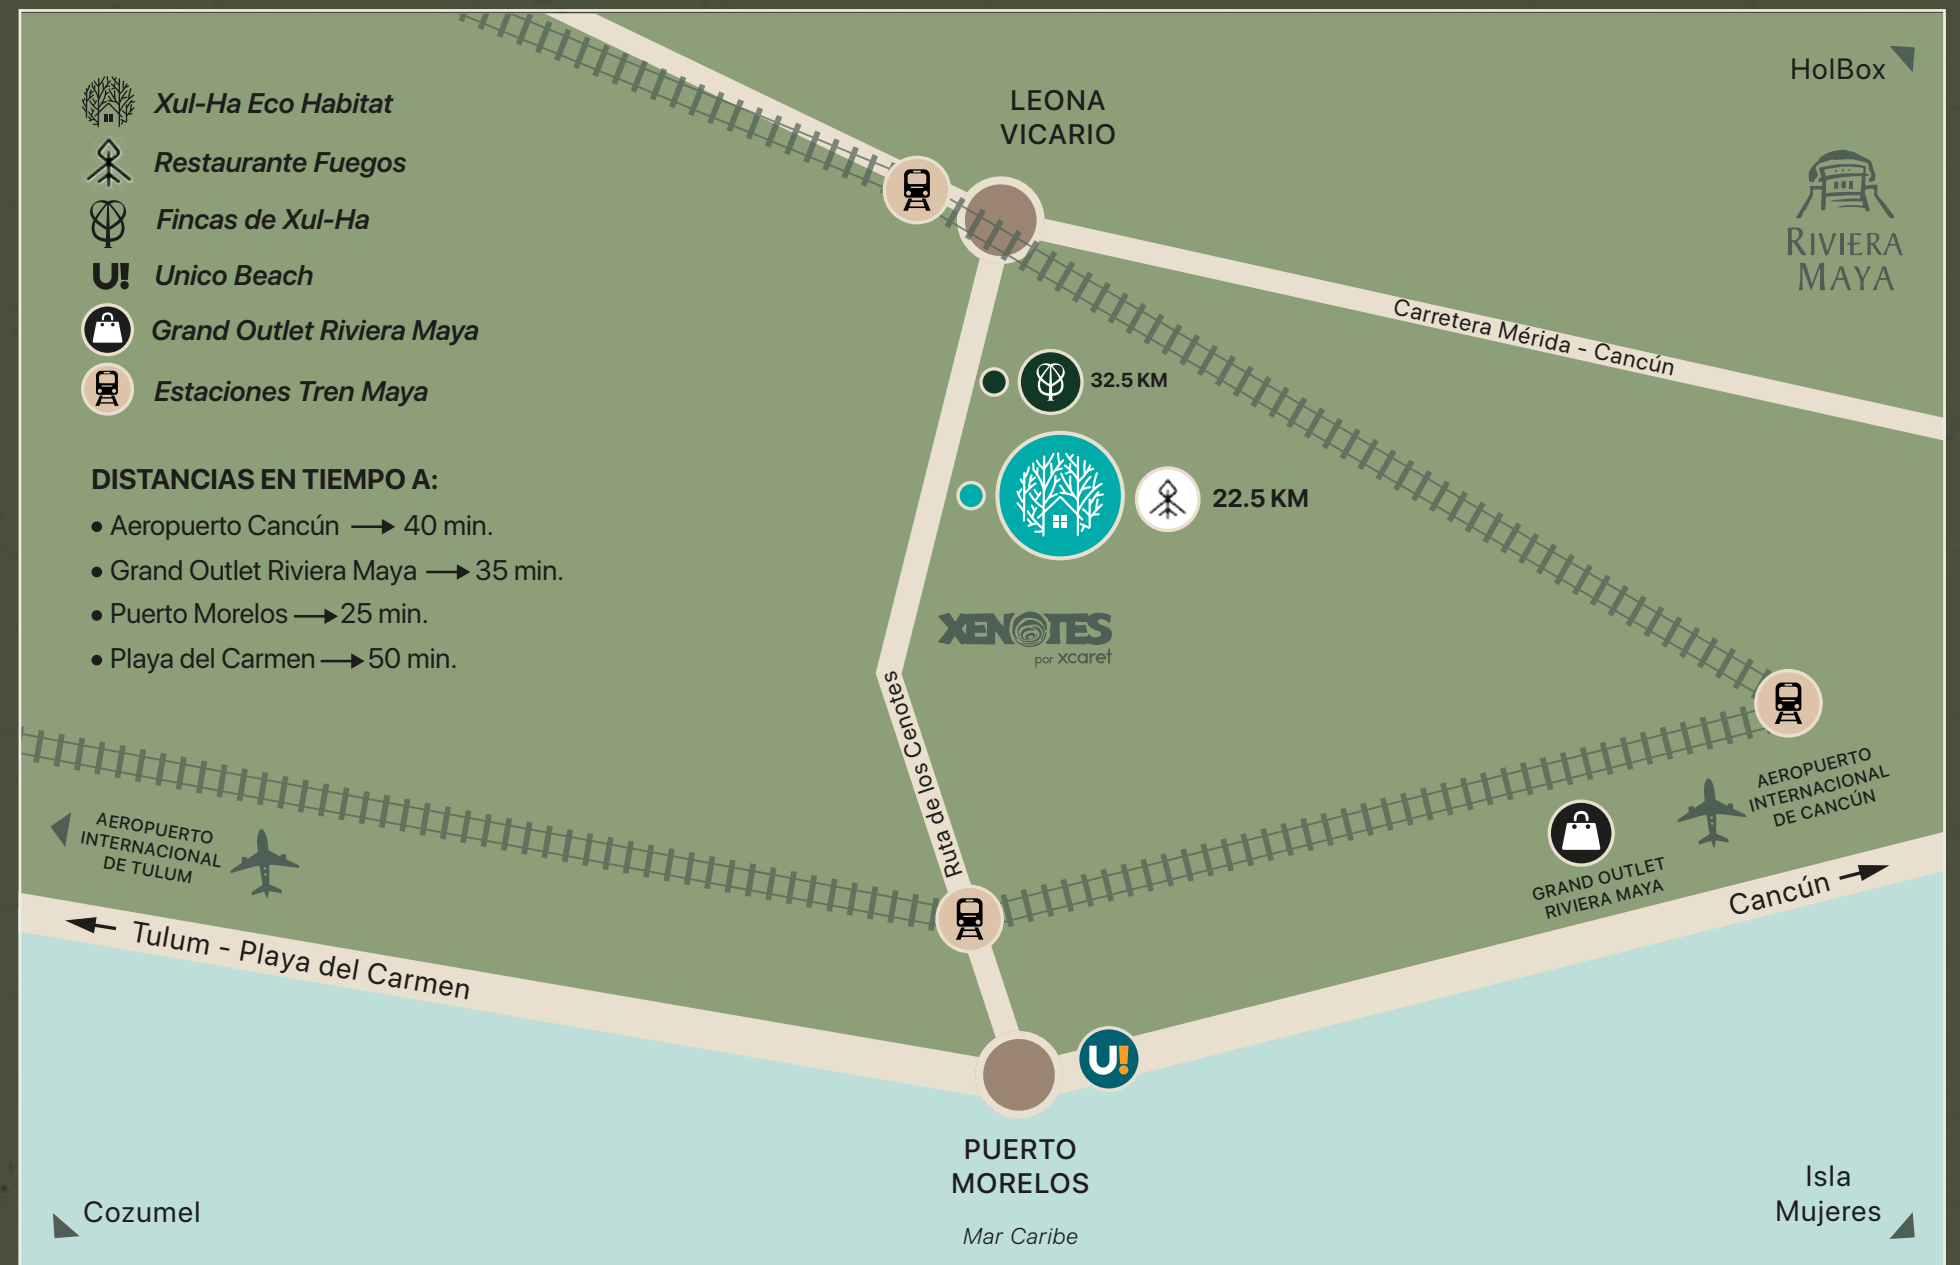 Xul-Ha Eco Habitat
Restaurante Fuegos
Fincas de Xul-Ha
U! Unico Beach
Grand Outlet Riviera Maya
Estaciones Tren Maya
DISTANCIAS EN TIEMPO A:
• Aeropuerto Cancún → 40 min.
• Grand Outlet Riviera Maya → 35 min.
• Puerto Morelos → 25 min.
• Playa del Carmen → 50 min.
LEONA
VICARIO
HolBox
RIVIERA
MAYA
Carretera Mérida - Cancún
32.5 KM
22.5 KM
XENOTES
por xcaret
Ruta de los Cenotes
AEROPUERTO
INTERNACIONAL
DE CANCÚN
GRAND OUTLET
RIVIERA MAYA
Cancún
AEROPUERTO
INTERNACIONAL
DE TULUM
Tulum - Playa del Carmen
U!
PUERTO
MORELOS
Mar Caribe
Cozumel
Isla
Mujeres